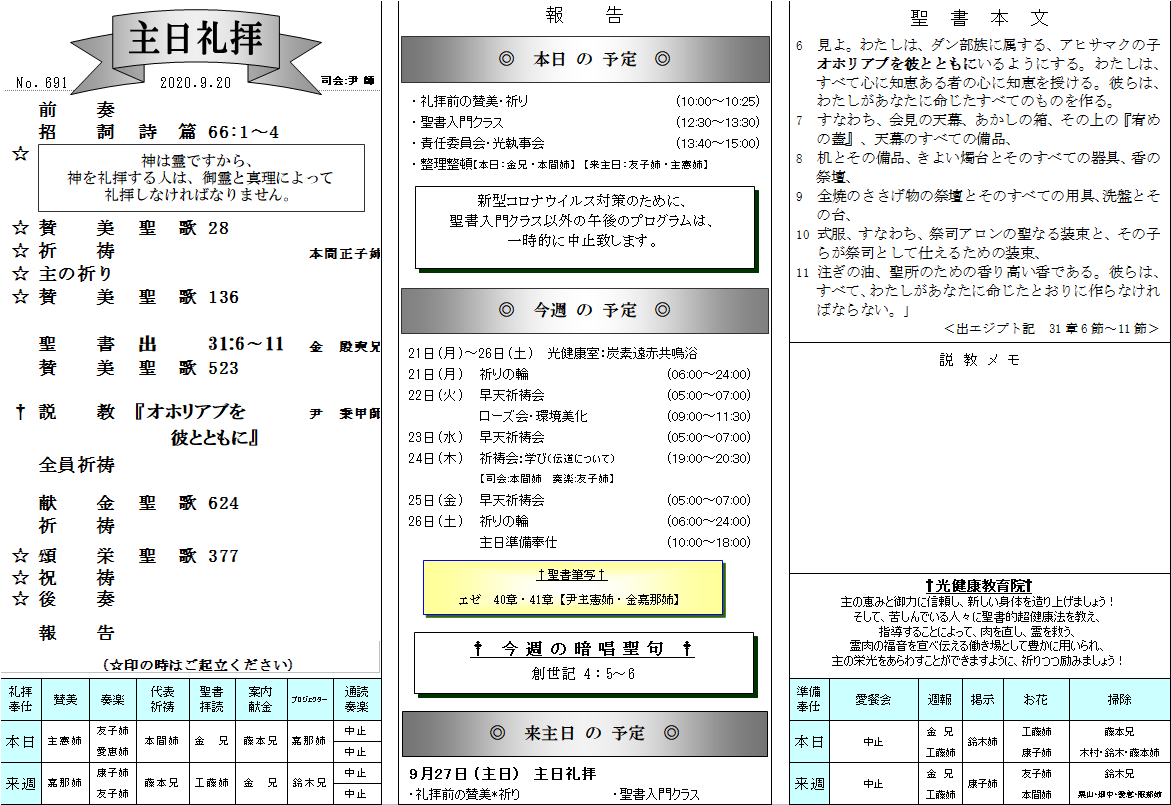 主日礼拝
No. 691
2020.9.20
司会:尹 師
前 奏
招 詞 詩 篇 66:1～4
☆
神は霊ですから、
神を礼拝する人は、御霊と真理によって
礼拝しなければなりません。
☆ 賛 美 聖 歌 28
☆ 祈 祷 本間正子姉
☆ 主の祈り
☆ 賛 美 聖 歌 136
聖 書 出 31:6～11 金 殷奭兄
賛 美 聖 歌 523
† 説 教 『オホリアブを 尹 秉甲師
彼とともに』
全員祈祷
献 金 聖 歌 624
祈 祷
☆ 頌 栄 聖 歌 377
☆ 祝 祷
☆ 後 奏
報 告
(☆印の時はご起立ください)
礼拝奉仕 賛美 奏楽 代表祈祷 聖書拝読 案内献金 プロジェクター 通読奏楽
本日 主憲姉 友子姉 愛恵姉 本間姉 金 兄 藤本兄 嘉那姉 中止 中止
来週 嘉那姉 康子姉 友子姉 藤本兄 工藤姉 金 兄 鈴木兄 中止 中止
報 告
◎ 本日 の 予定 ◎
・礼拝前の賛美・祈り (10:00～10:25)
・聖書入門クラス (12:30～13:30)
・責任委員会・光執事会 (13:40～15:00)
・整理整頓【本日:金兄・本間姉】【来主日:友子姉・主憲姉】
新型コロナウイルス対策のために、
聖書入門クラス以外の午後のプログラムは、
一時的に中止致します。
◎ 今週 の 予定 ◎
21日(月)～26日(土) 光健康室:炭素遠赤共鳴浴
21日(月) 祈りの輪 (06:00～24:00)
22日(火) 早天祈祷会 (05:00～07:00)
ローズ会・環境美化 (09:00～11:30)
23日(水) 早天祈祷会 (05:00～07:00)
24日(木) 祈祷会:学び(伝道について) (19:00～20:30)
【司会:本間姉 奏楽:友子姉】
25日(金) 早天祈祷会 (05:00～07:00)
26日(土) 祈りの輪 (06:00～24:00)
主日準備奉仕 (10:00～18:00)
†聖書筆写†
エゼ 40章・41章【尹主憲姉・金嘉那姉】
† 今週の暗唱聖句 †
創世記 4：5～6
◎ 来主日 の 予定 ◎
9月27日(主日) 主日礼拝
・礼拝前の賛美*祈り ・聖書入門クラス
聖 書 本 文
6 見よ。わたしは、ダン部族に属する、アヒサマクの子
オホリアブを彼とともにいるようにする。わたしは、
すべて心に知恵ある者の心に知恵を授ける。彼らは、
わたしがあなたに命じたすべてのものを作る。
7 すなわち、会見の天幕、あかしの箱、その上の『宥め
の蓋』、天幕のすべての備品、
8 机とその備品、きよい燭台とそのすべての器具、香の
祭壇、
9 全焼のささげ物の祭壇とそのすべての用具、洗盤とそ
の台、
10 式服、すなわち、祭司アロンの聖なる装束と、その子
らが祭司として仕えるための装束、
11 注ぎの油、聖所のための香り高い香である。彼らは、
すべて、わたしがあなたに命じたとおりに作らなけれ
ばならない。」
＜出エジプト記 31章6節～11節＞
説 教 メ モ
†光健康教育院†
主の恵みと御力に信頼し、新しい身体を造り上げましょう！
そして、苦しんでいる人々に聖書的超健康法を教え、
指導することによって、肉を直し、霊を救う、
霊肉の福音を宣べ伝える働き場として豊かに用いられ、
主の栄光をあらわすことができますように、祈りつつ励みましょう！
準備奉仕 愛餐会 週報 掲示 お花 掃除
本日 中止 金 兄 工藤姉 鈴木姉 工藤姉 康子姉 藤本兄 木村・鈴木・藤本姉
来週 中止 金 兄 工藤姉 康子姉 友子姉 本間姉 鈴木兄